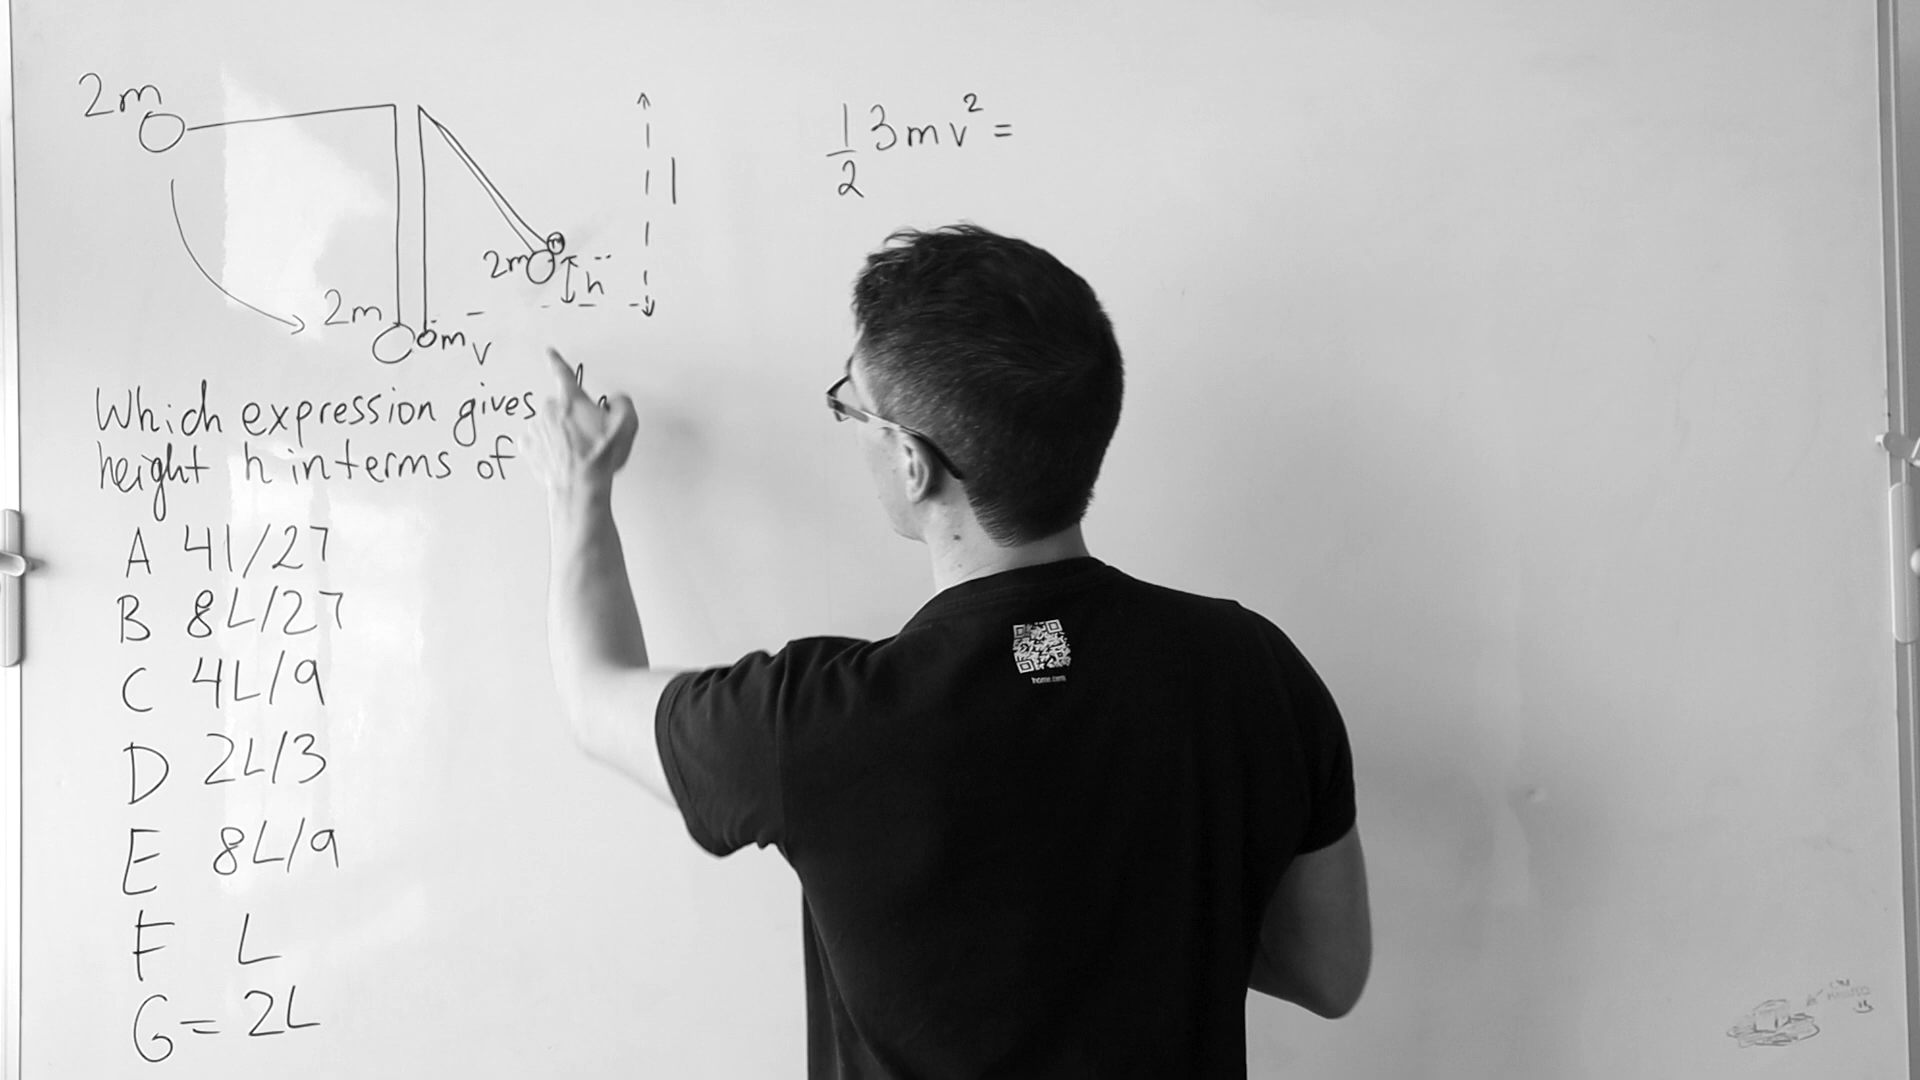 2m
l
½ 3mv² =
m
2m
h
2m
m
v
Which expression gives
height h in terms of
A 4l/27
B 8L/27
C 4L/9
D 2L/3
E 8L/9
F L
G = 2L